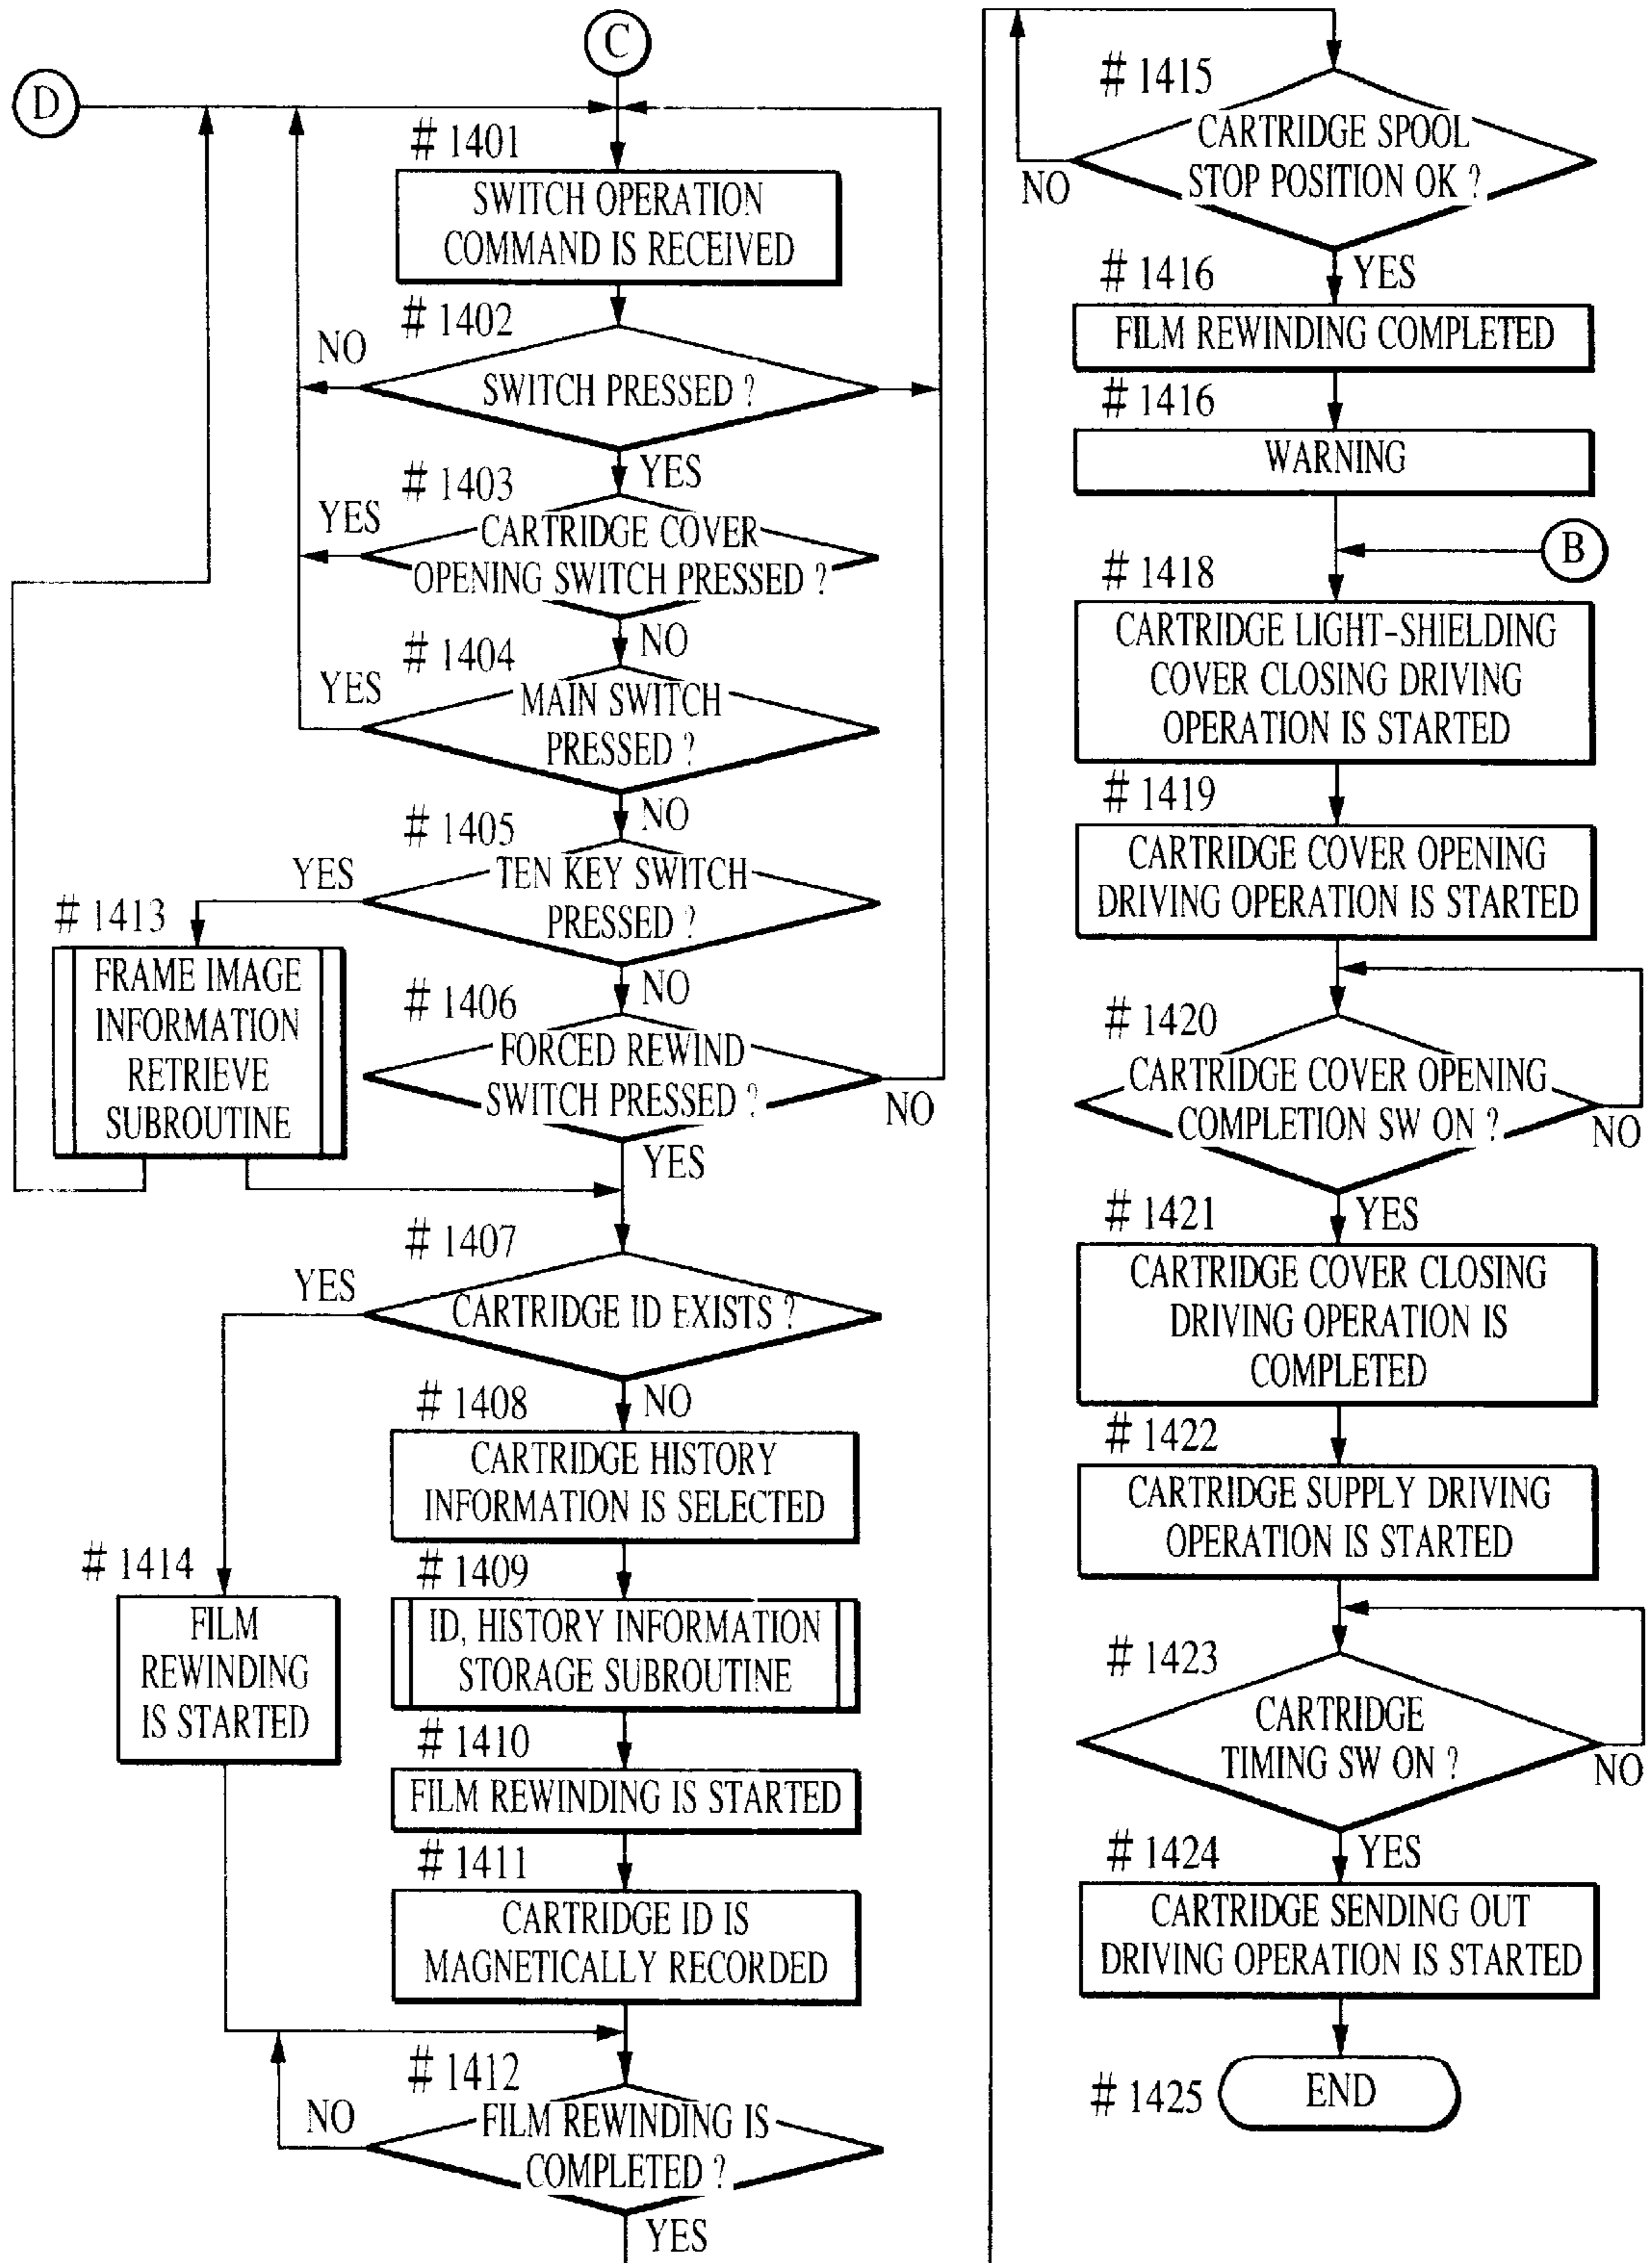 C
D
# 1401
SWITCH OPERATION
COMMAND IS RECEIVED
# 1402
NO
SWITCH PRESSED ?
YES
# 1403
YES
CARTRIDGE COVER
OPENING SWITCH PRESSED ?
NO
# 1404
YES
MAIN SWITCH
PRESSED ?
NO
# 1405
YES
TEN KEY SWITCH
PRESSED ?
# 1413
FRAME IMAGE
INFORMATION
RETRIEVE
SUBROUTINE
NO
# 1406
FORCED REWIND
SWITCH PRESSED ?
NO
YES
# 1407
YES
CARTRIDGE ID EXISTS ?
NO
# 1408
CARTRIDGE HISTORY
INFORMATION IS SELECTED
# 1414
FILM
REWINDING
IS STARTED
# 1409
ID, HISTORY INFORMATION
STORAGE SUBROUTINE
# 1410
FILM REWINDING IS STARTED
# 1411
CARTRIDGE ID IS
MAGNETICALLY RECORDED
# 1412
NO
FILM REWINDING IS
COMPLETED ?
YES
# 1415
CARTRIDGE SPOOL
STOP POSITION OK ?
NO
YES
# 1416
FILM REWINDING COMPLETED
# 1416
WARNING
B
# 1418
CARTRIDGE LIGHT-SHIELDING
COVER CLOSING DRIVING
OPERATION IS STARTED
# 1419
CARTRIDGE COVER OPENING
DRIVING OPERATION IS STARTED
# 1420
CARTRIDGE COVER OPENING
COMPLETION SW ON ?
NO
YES
# 1421
CARTRIDGE COVER CLOSING
DRIVING OPERATION IS
COMPLETED
# 1422
CARTRIDGE SUPPLY DRIVING
OPERATION IS STARTED
# 1423
CARTRIDGE
TIMING SW ON ?
NO
YES
# 1424
CARTRIDGE SENDING OUT
DRIVING OPERATION IS STARTED
# 1425
END